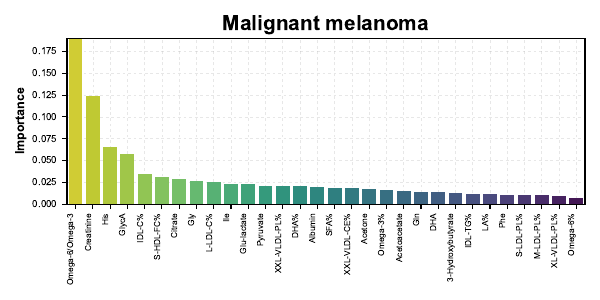 Malignant melanoma
Importance
0.175
0.150
0.125
0.100
0.075
0.050
0.025
0.000
Omega-6/Omega-3
Creatinine
His
GlycA
IDL-C%
S-HDL-FC%
Citrate
Gly
L-LDL-C%
Ile
Glu-lactate
Pyruvate
XXL-VLDL-PL%
DHA%
Albumin
SFA%
XXL-VLDL-CE%
Acetone
Omega-3%
Acetoacetate
Gln
DHA
3-Hydroxybutyrate
IDL-TG%
LA%
Phe
S-LDL-PL%
M-LDL-PL%
XL-VLDL-PL%
Omega-6%